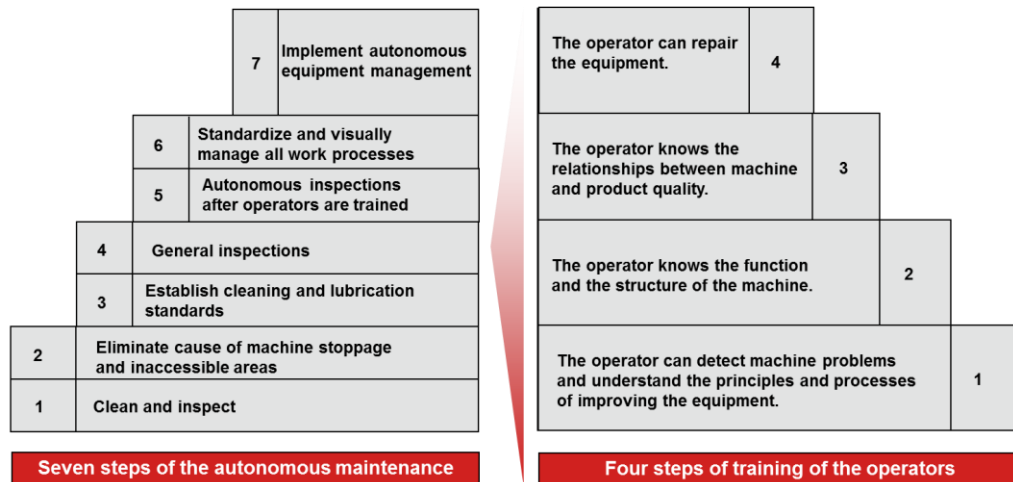 7
Implement autonomous
equipment management
6
Standardize and visually
manage all work processes
5
Autonomous inspections
after operators are trained
4
General inspections
3
Establish cleaning and lubrication
standards
2
Eliminate cause of machine stoppage
and inaccessible areas
1
Clean and inspect
Seven steps of the autonomous maintenance
The operator can repair
the equipment.
4
The operator knows the
relationships between machine
and product quality.
3
The operator knows the function
and the structure of the machine.
2
The operator can detect machine problems
and understand the principles and processes
of improving the equipment.
1
Four steps of training of the operators